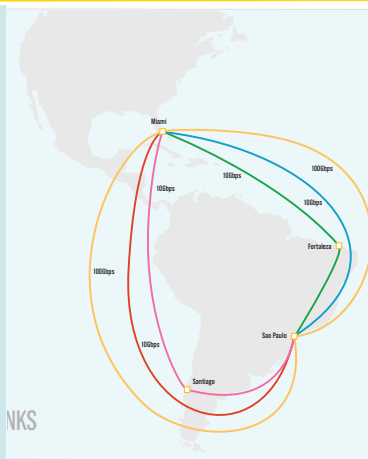 Miami
100Gbps
10Gbps
10Gbps
10Gbps
Fortaleza
100Gbps
Sao Paulo
10Gbps
Santiago
NKS